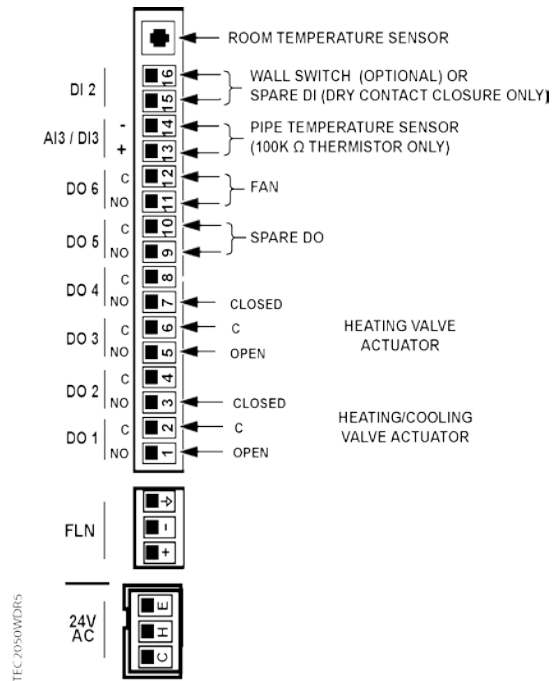 ROOM TEMPERATURE SENSOR
DI 2
16
15
WALL SWITCH (OPTIONAL) OR
SPARE DI (DRY CONTACT CLOSURE ONLY)
AI3 / DI3
-
+
14
13
PIPE TEMPERATURE SENSOR
(100K Ω THERMISTOR ONLY)
DO 6
C
NO
12
11
FAN
DO 5
C
NO
10
9
SPARE DO
DO 4
C
NO
8
7
CLOSED
DO 3
C
NO
6
5
C
OPEN
HEATING VALVE
ACTUATOR
DO 2
C
NO
4
3
CLOSED
DO 1
C
NO
2
1
C
OPEN
HEATING/COOLING
VALVE ACTUATOR
FLN
-
+
24V
AC
E
H
C
TEC2050WDR5